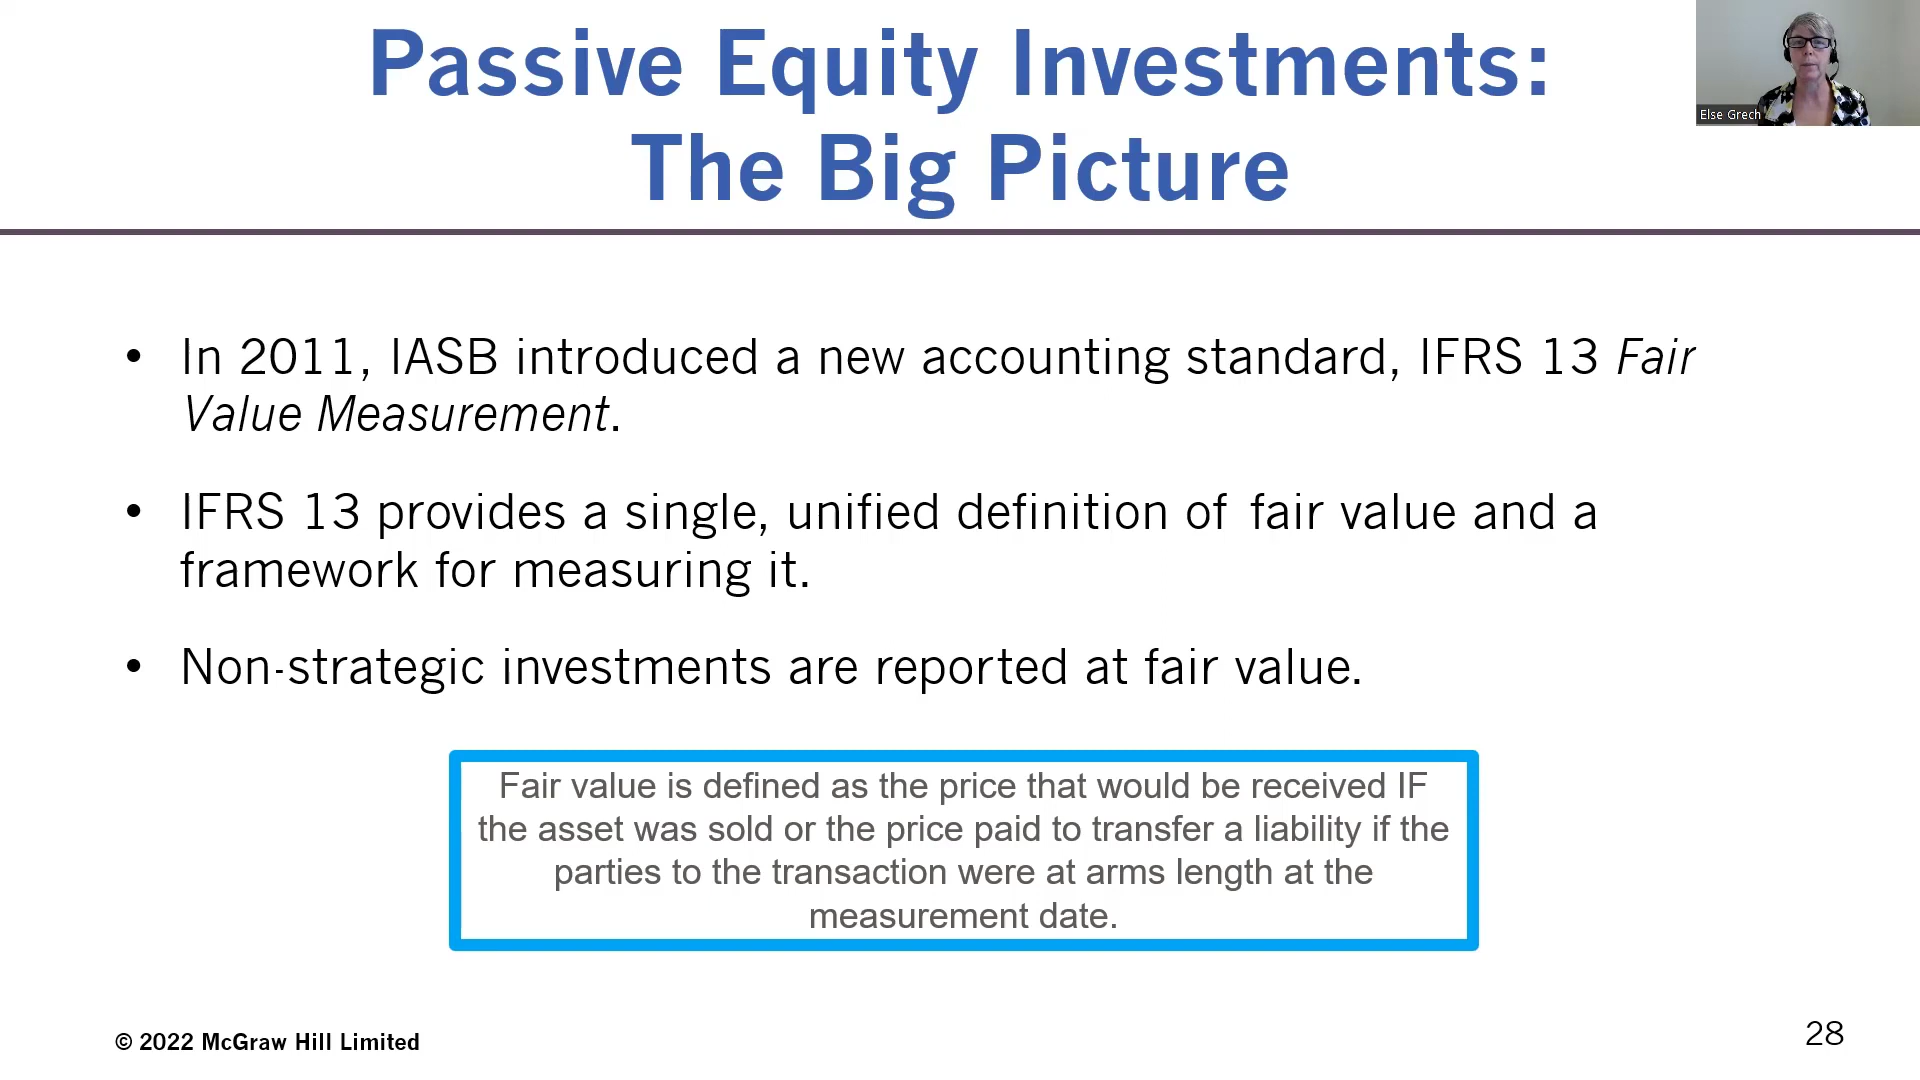 Passive Equity Investments:
The Big Picture
Else Grech
• In 2011, IASB introduced a new accounting standard, IFRS 13 Fair
Value Measurement.
• IFRS 13 provides a single, unified definition of fair value and a
framework for measuring it.
• Non-strategic investments are reported at fair value.
Fair value is defined as the price that would be received IF
the asset was sold or the price paid to transfer a liability if the
parties to the transaction were at arms length at the
measurement date.
© 2022 McGraw Hill Limited
28